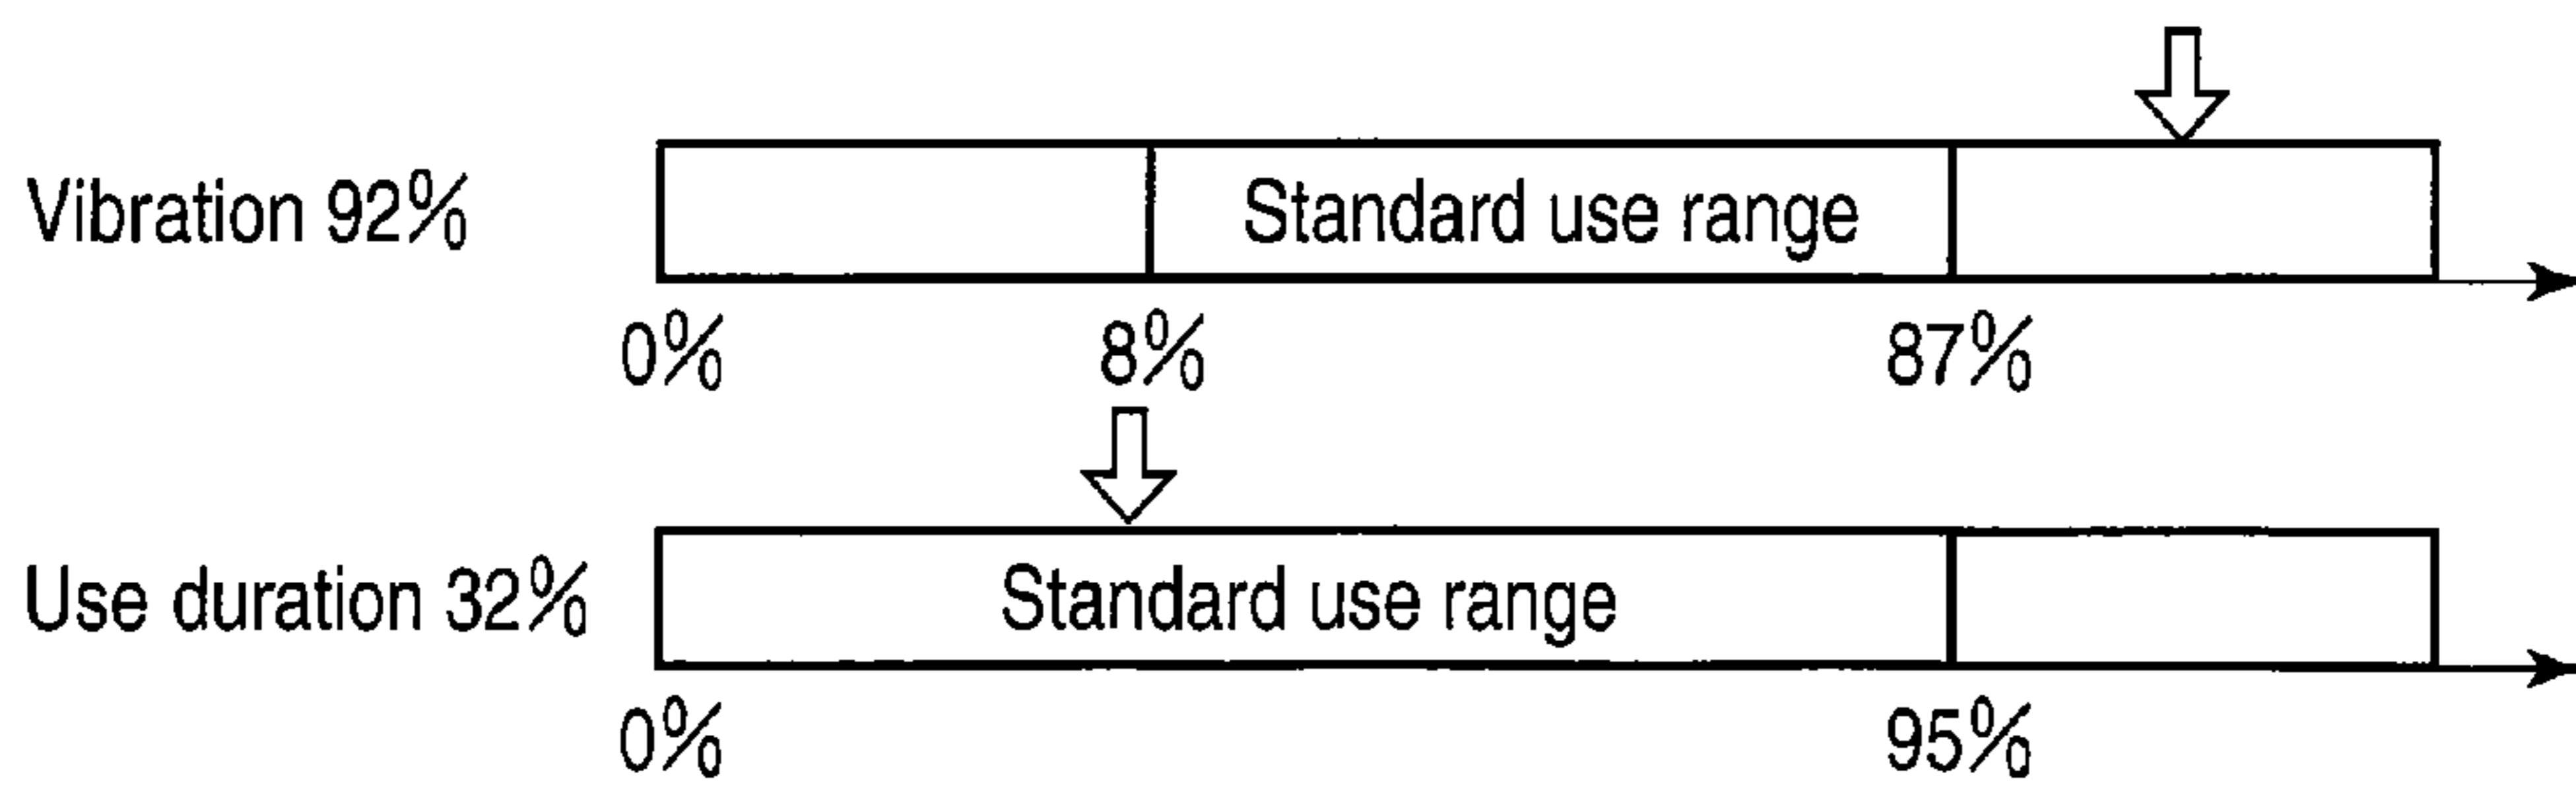 Vibration 92%
Standard use range
0%
8%
87%
Use duration 32%
Standard use range
0%
95%